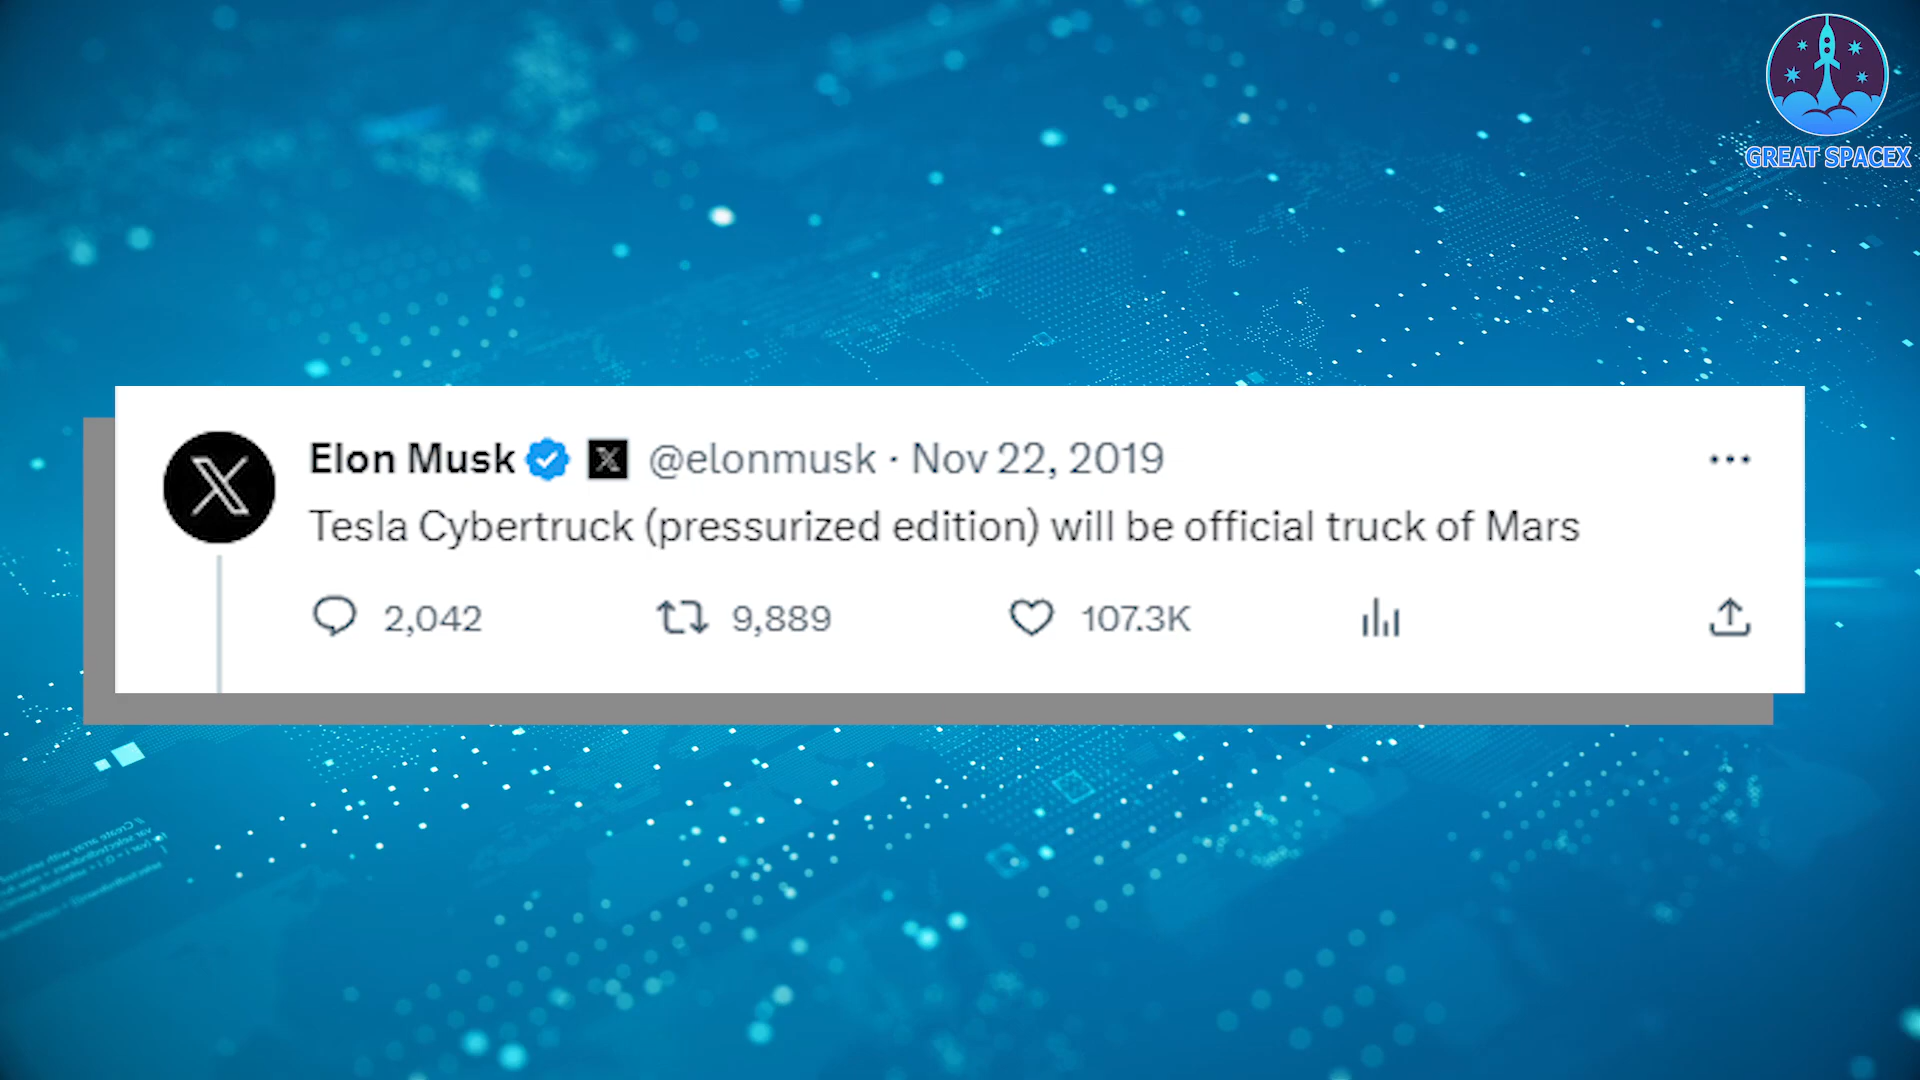 GREAT SPACEX
Elon Musk @elonmusk · Nov 22, 2019
Tesla Cybertruck (pressurized edition) will be official truck of Mars
2,042 9,889 107.3K